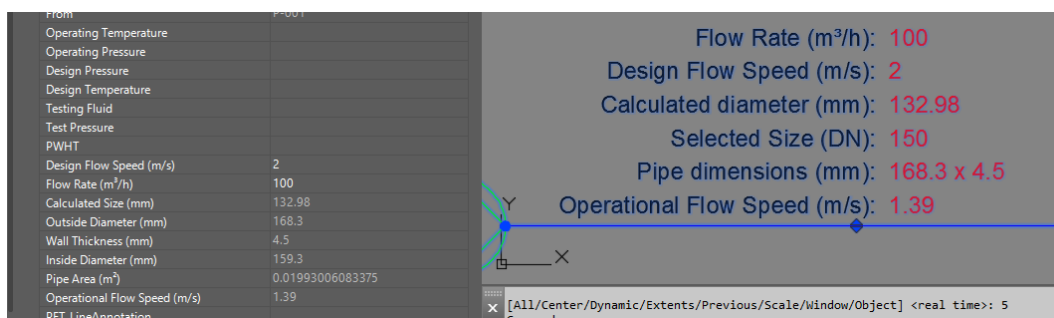 From P-001
Operating Temperature
Operating Pressure
Design Pressure
Design Temperature
Testing Fluid
Test Pressure
PWHT
Design Flow Speed (m/s) 2
Flow Rate (m³/h) 100
Calculated Size (mm) 132.98
Outside Diameter (mm) 168.3
Wall Thickness (mm) 4.5
Inside Diameter (mm) 159.3
Pipe Area (m²) 0.01993006083375
Operational Flow Speed (m/s) 1.39
Flow Rate (m³/h): 100
Design Flow Speed (m/s): 2
Calculated diameter (mm): 132.98
Selected Size (DN): 150
Pipe dimensions (mm): 168.3 x 4.5
Operational Flow Speed (m/s): 1.39
Y
X
[All/Center/Dynamic/Extents/Previous/Scale/Window/Object] <real time>: 5